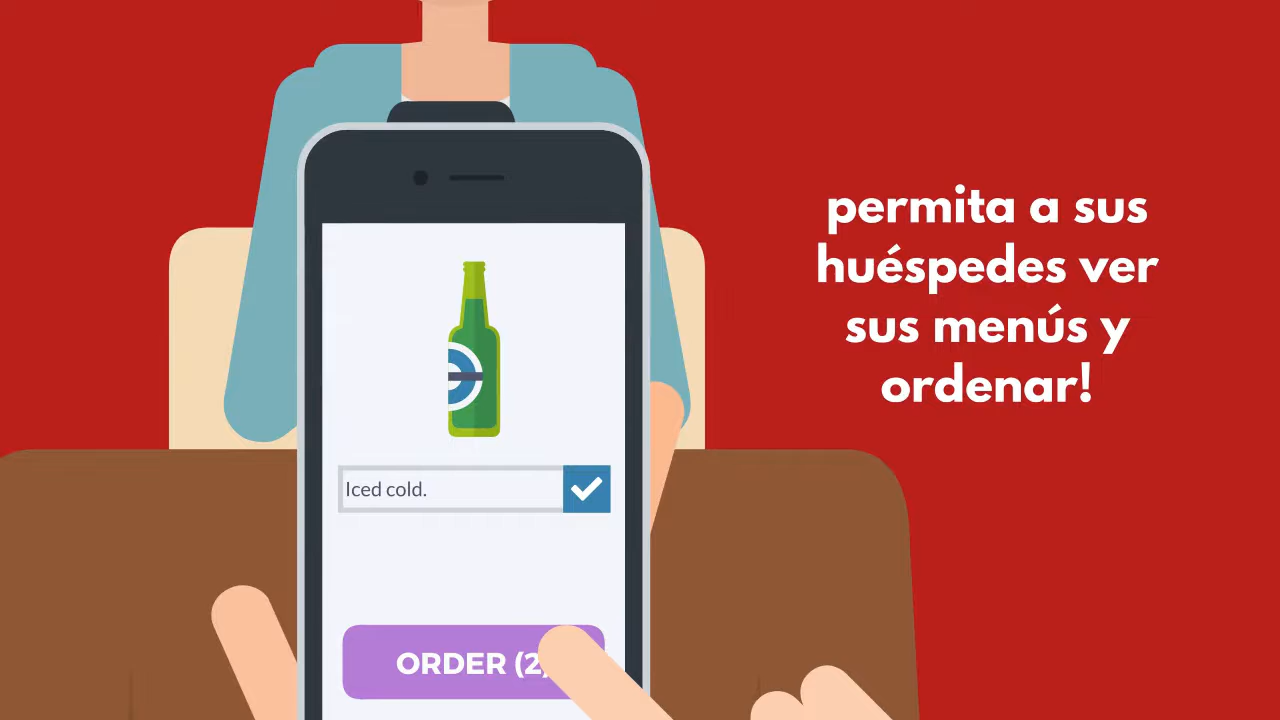 permita a sus
huéspedes ver
sus menús y
ordenar!
Iced cold.
ORDER (2)